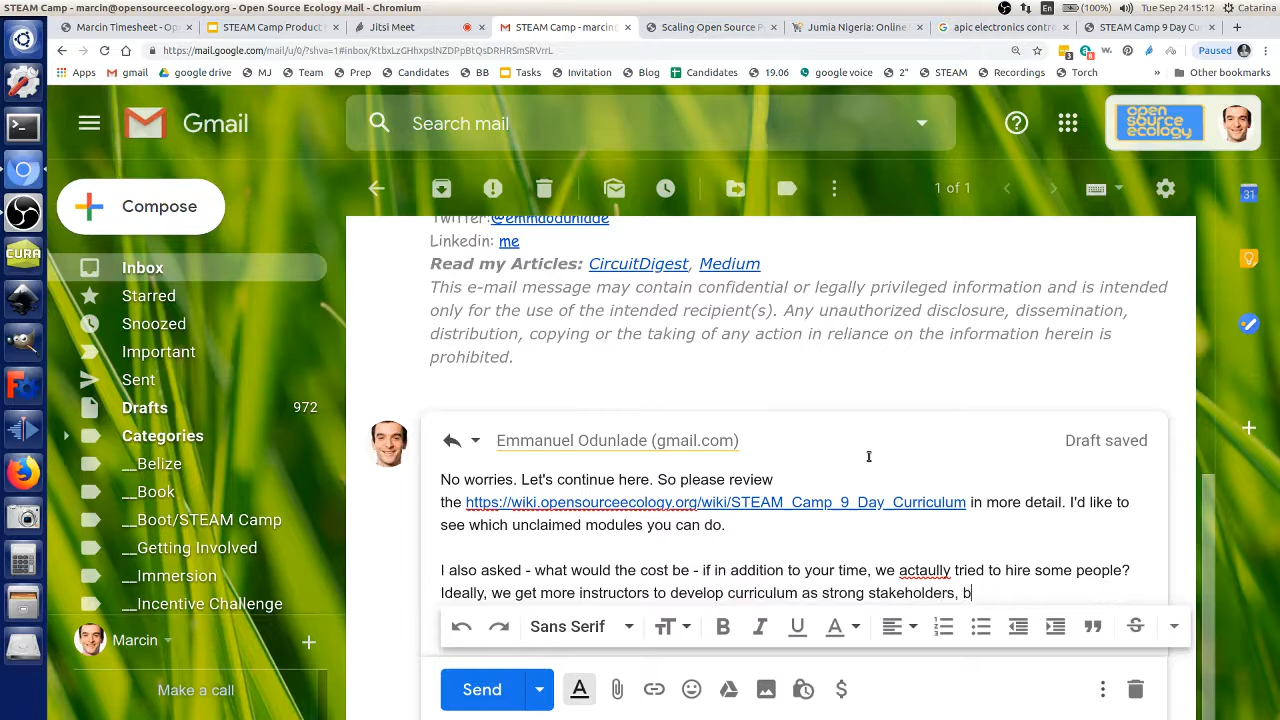 STEAM Camp - marcin@opensourceecology.org - Open Source Ecology Mail - Chromium
En (100%) Tue Sep 24 15:12 Catarina
Marcin Timesheet - Op STEAM Camp Product Jitsi Meet STEAM Camp - marcin Scaling Open Source P Jumia Nigeria: Online apic electronics contro STEAM Camp 9 Day Cur
https://mail.google.com/mail/u/0/?shva=1#inbox/ Paused
Apps gmail google drive MJ Team Prep Candidates BB Tasks Invitation Blog Candidates 19.06 google voice 2" STEAM Recordings Torch » Other bookmarks
Gmail
Search mail
open source ecology
Compose
1 of 1
31
Inbox
Starred
Snoozed
Important
Sent
Drafts 972
Categories
__Belize
__Book
__Boot/STEAM Camp
__Getting Involved
__Immersion
__Incentive Challenge
Marcin
Make a call
CURA
Twitter:@emmaodunlade
Linkedin: me
Read my Articles: CircuitDigest, Medium
This e-mail message may contain confidential or legally privileged information and is intended
only for the use of the intended recipient(s). Any unauthorized disclosure, dissemination,
distribution, copying or the taking of any action in reliance on the information herein is
prohibited.
Emmanuel Odunlade (gmail.com) Draft saved
No worries. Let's continue here. So please review
the https://wiki.opensourceecology.org/wiki/STEAM_Camp_9_Day_Curriculum in more detail. I'd like to
see which unclaimed modules you can do.
I also asked - what would the cost be - if in addition to your time, we actaully tried to hire some people?
Ideally, we get more instructors to develop curriculum as strong stakeholders, b
Sans Serif
Send